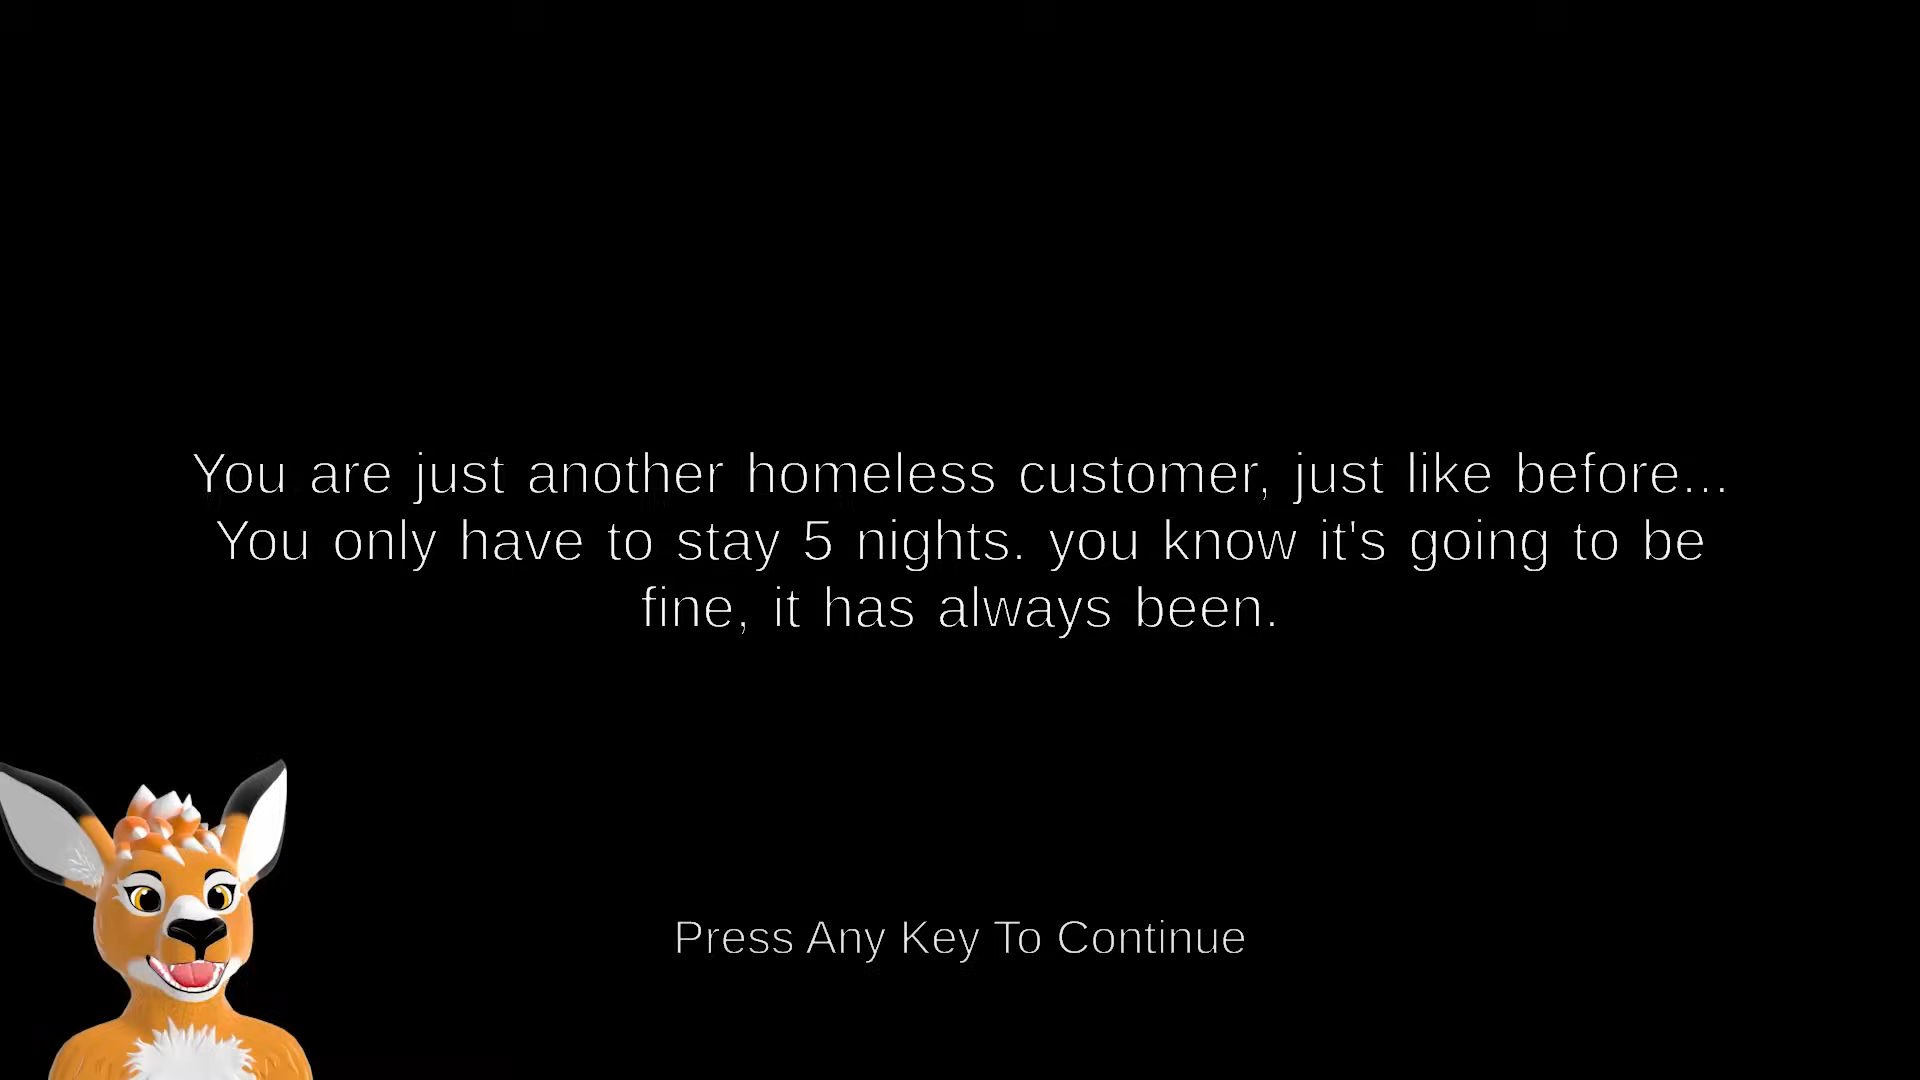 You are just another homeless customer, just like before...
You only have to stay 5 nights. you know it's going to be
fine, it has always been.
Press Any Key To Continue